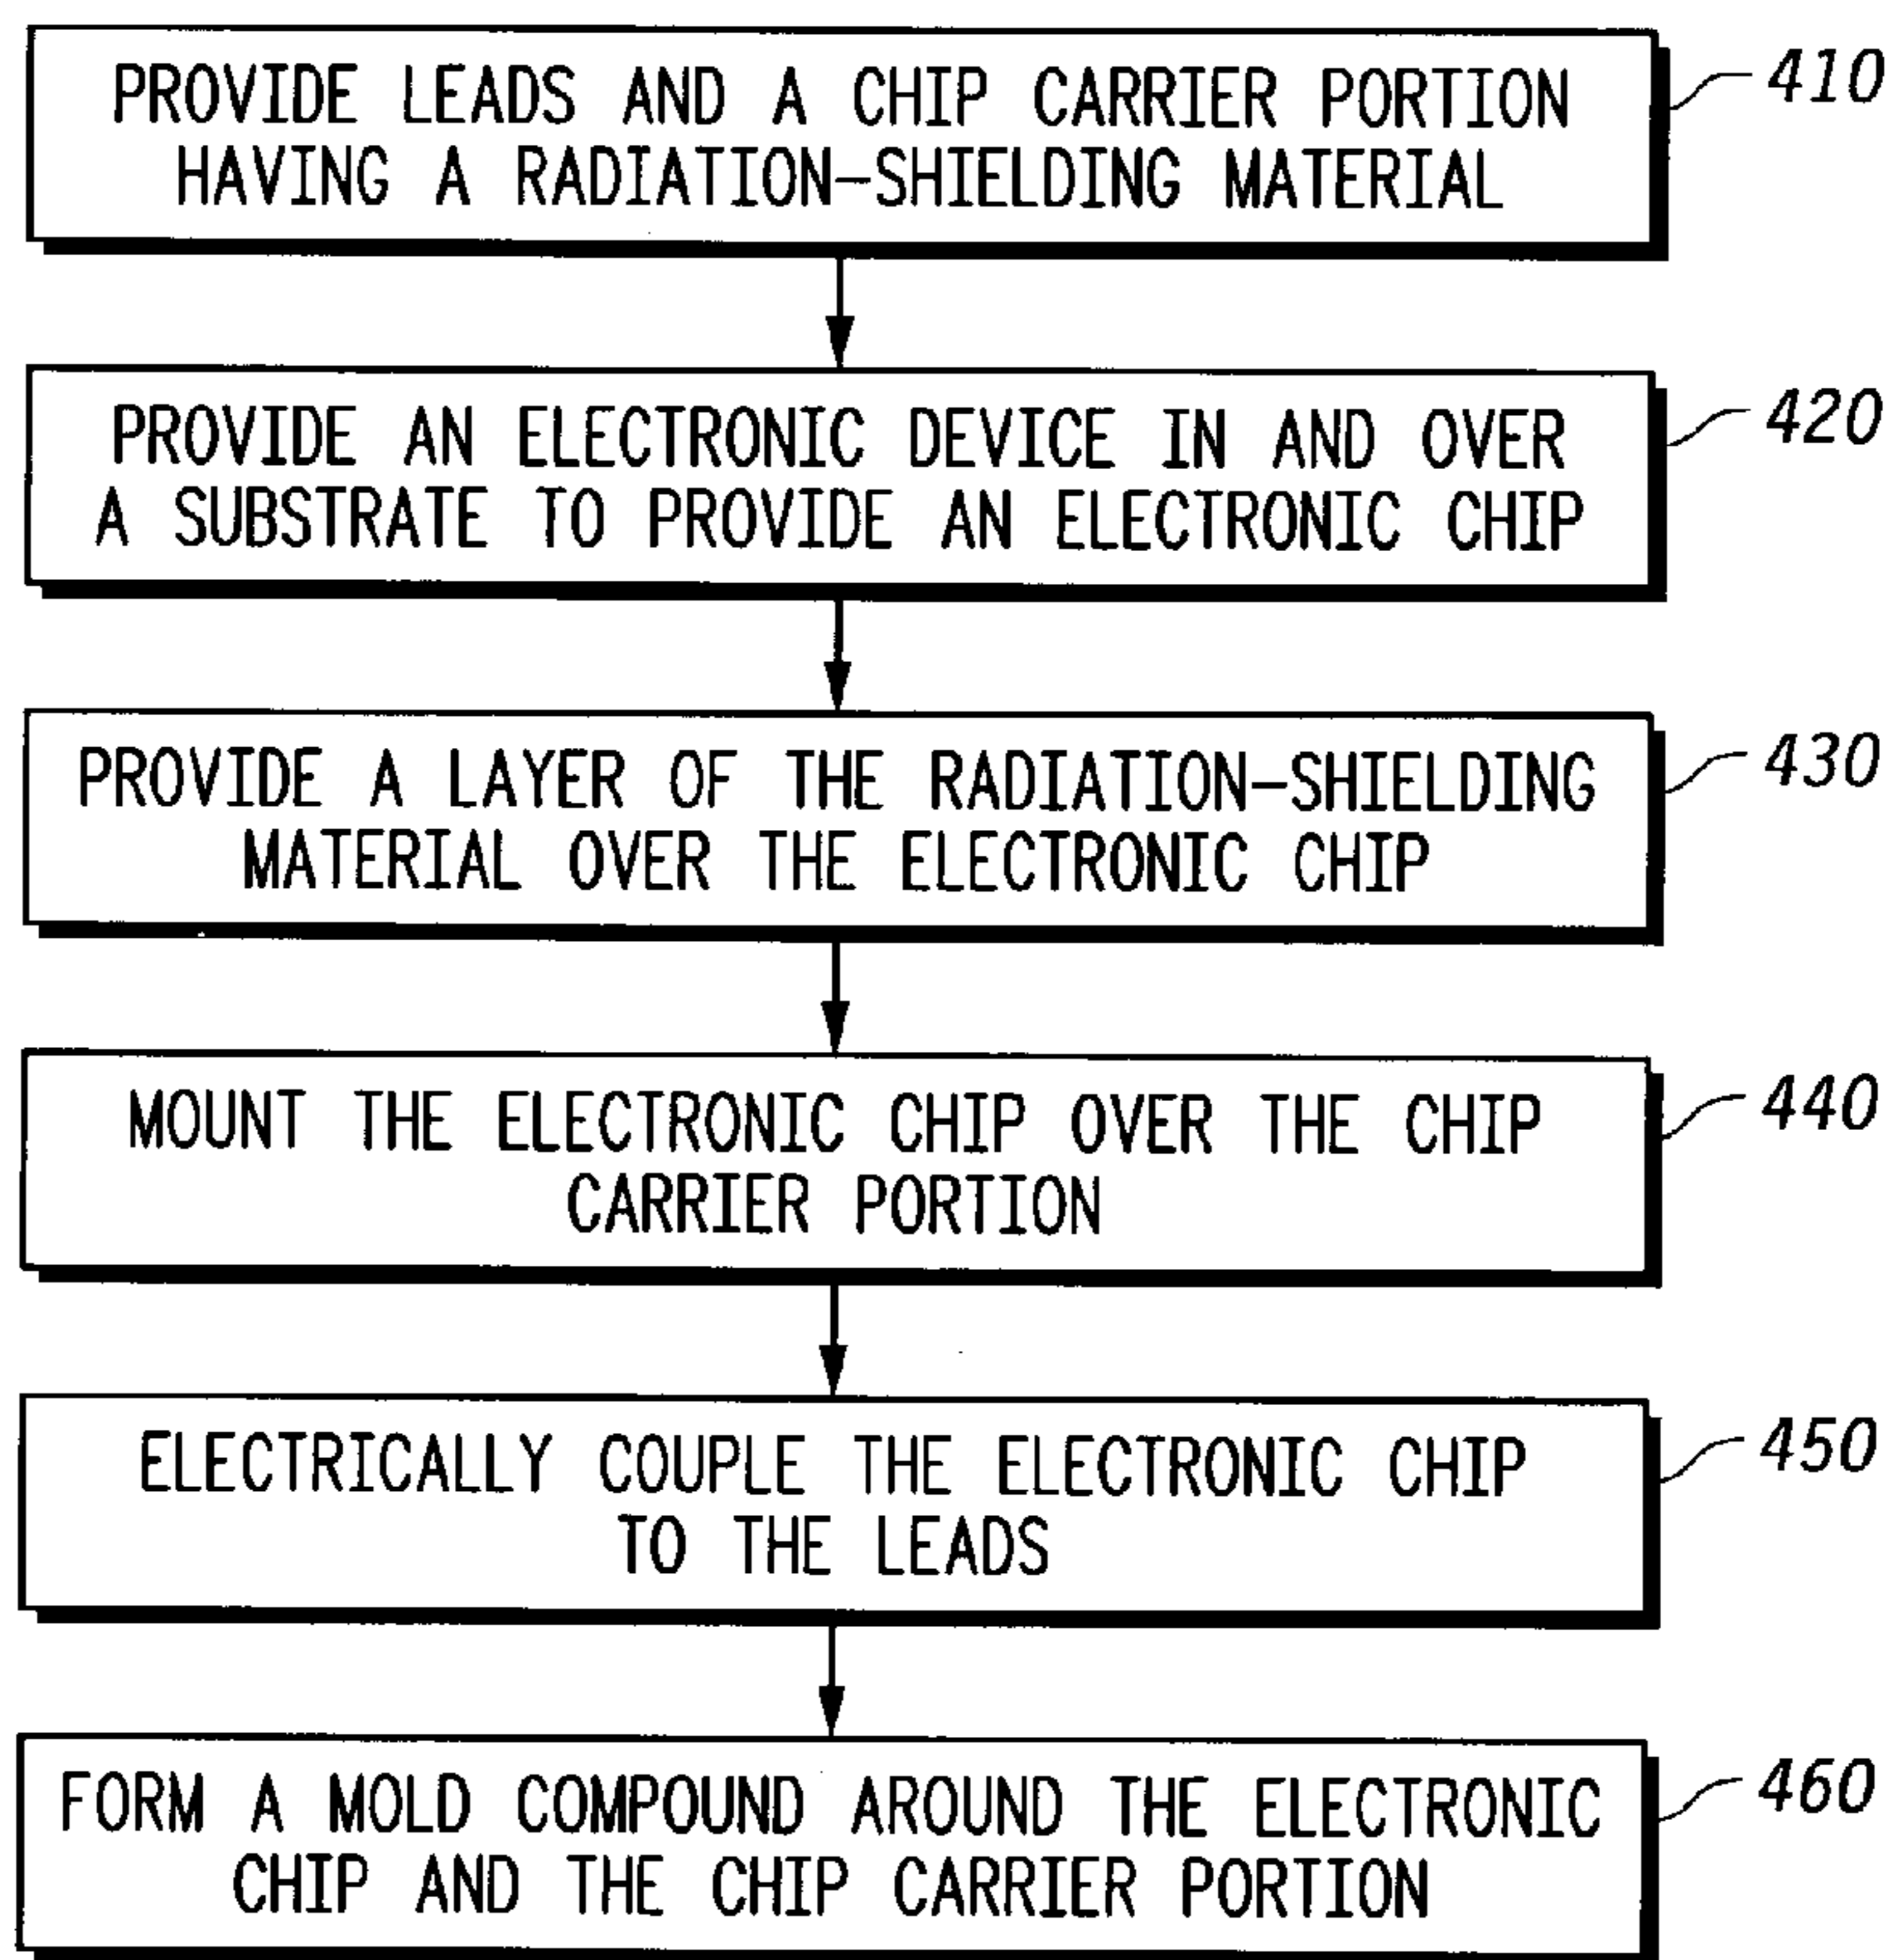 PROVIDE LEADS AND A CHIP CARRIER PORTION
HAVING A RADIATION-SHIELDING MATERIAL
410
PROVIDE AN ELECTRONIC DEVICE IN AND OVER
A SUBSTRATE TO PROVIDE AN ELECTRONIC CHIP
420
PROVIDE A LAYER OF THE RADIATION-SHIELDING
MATERIAL OVER THE ELECTRONIC CHIP
430
MOUNT THE ELECTRONIC CHIP OVER THE CHIP
CARRIER PORTION
440
ELECTRICALLY COUPLE THE ELECTRONIC CHIP
TO THE LEADS
450
FORM A MOLD COMPOUND AROUND THE ELECTRONIC
CHIP AND THE CHIP CARRIER PORTION
460